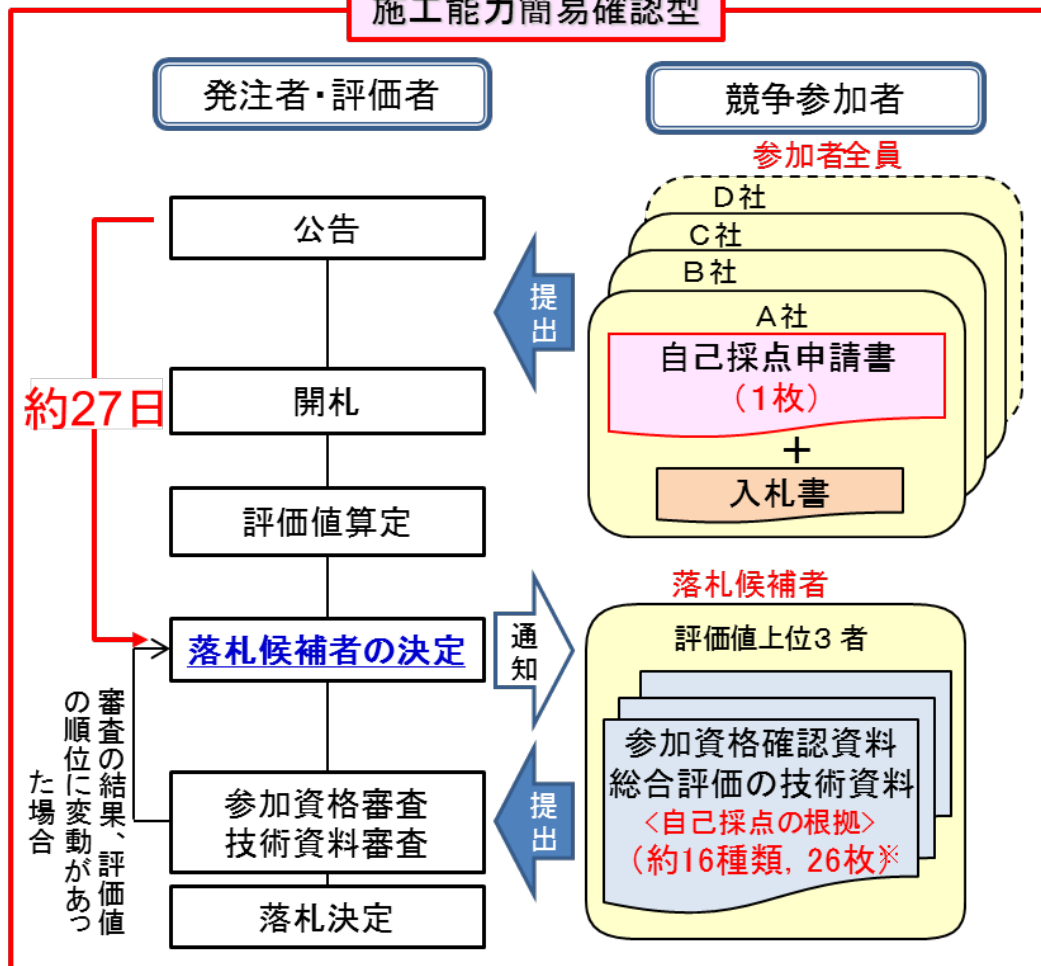 施工能力簡易確認型
発注者・評価者
競争参加者
参加者全員
D社
C社
B社
A社
自己採点申請書
(1枚)
+
入札書
提出
公告
約27日
開札
評価値算定
落札候補者の決定
通知
落札候補者
評価値上位3者
参加資格確認資料
総合評価の技術資料
<自己採点の根拠>
(約16種類, 26枚)※
提出
審査の結果、評価値
の順位に変動があっ
た場合
参加資格審査
技術資料審査
落札決定